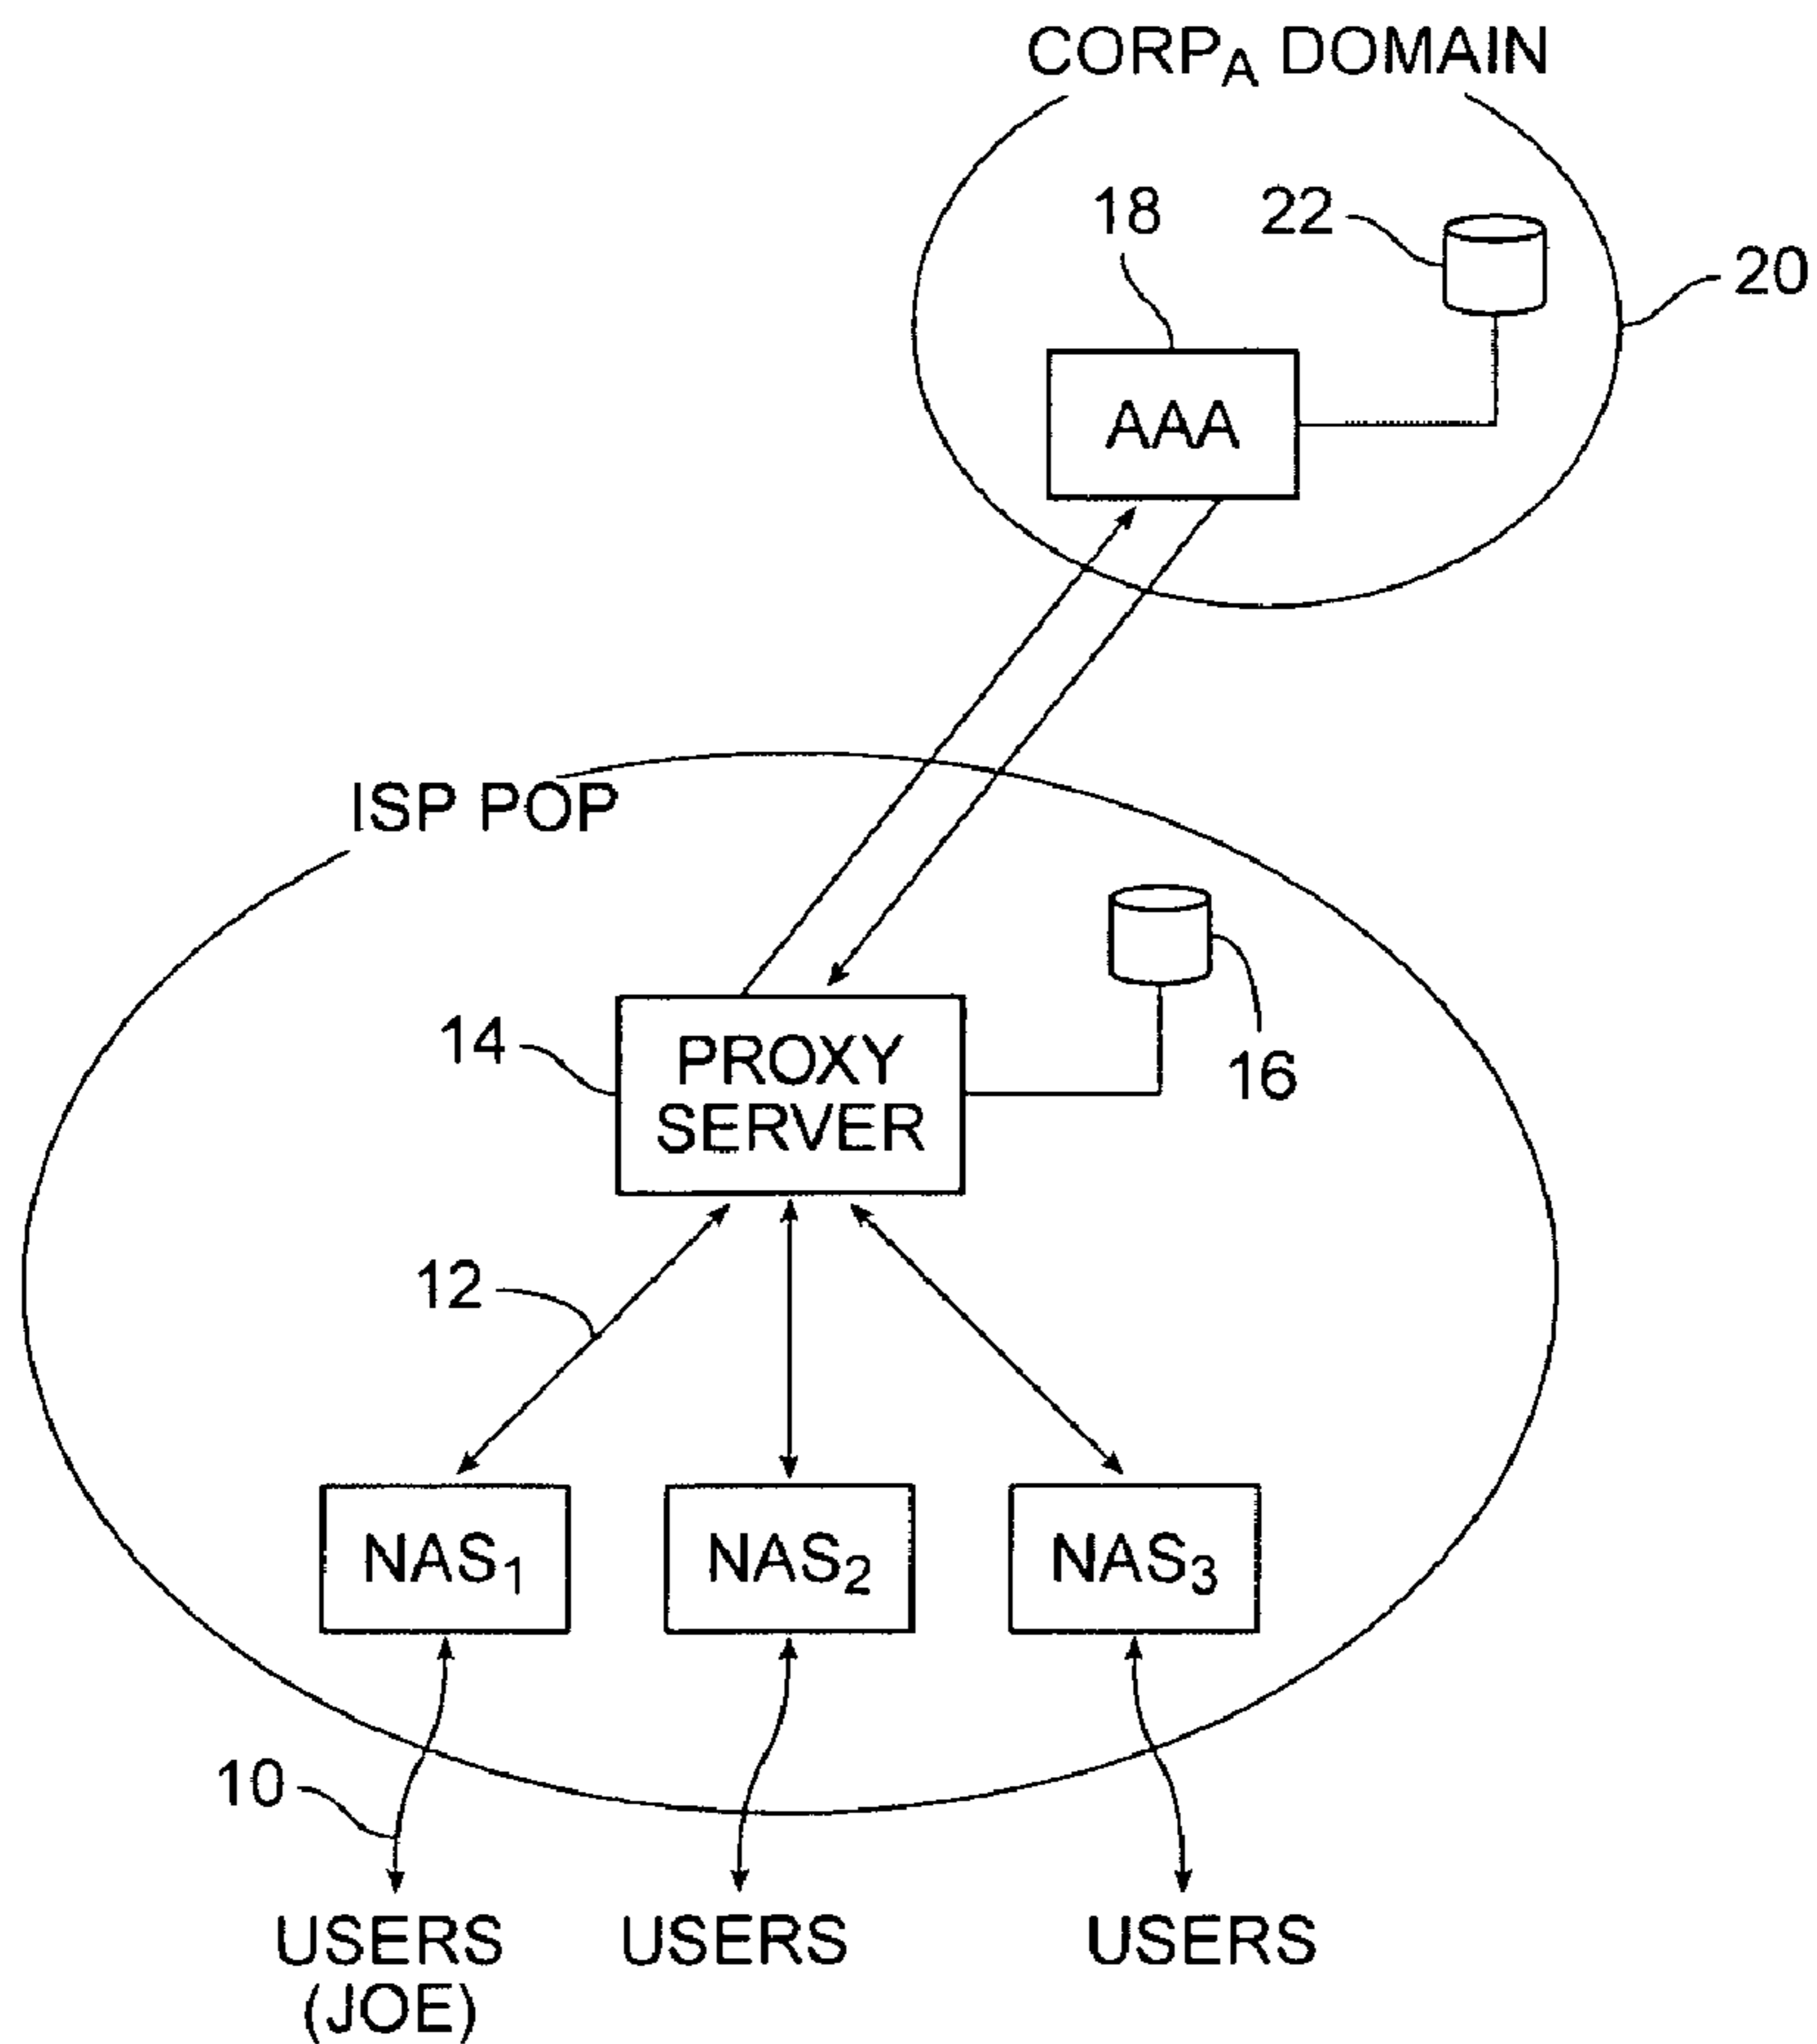 CORPA DOMAIN
18
22
20
AAA
ISP POP
14
PROXY
SERVER
16
12
NAS1
NAS2
NAS3
10
USERS
(JOE)
USERS
USERS